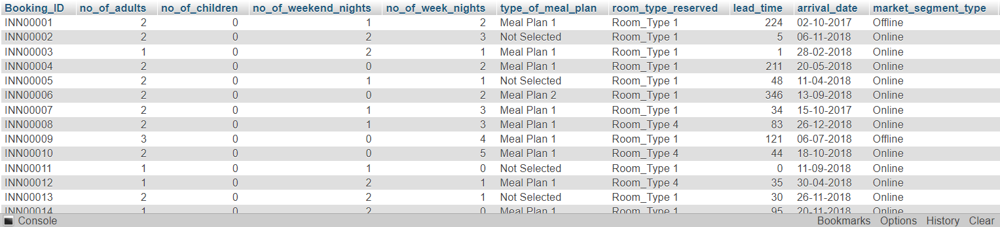 Booking_ID no_of_adults no_of_children no_of_weekend_nights no_of_week_nights type_of_meal_plan room_type_reserved lead_time arrival_date market_segment_type
INN00001 2 0 1 2 Meal Plan 1 Room_Type 1 224 02-10-2017 Offline
INN00002 2 0 2 3 Not Selected Room_Type 1 5 06-11-2018 Online
INN00003 1 0 2 1 Meal Plan 1 Room_Type 1 1 28-02-2018 Online
INN00004 2 0 0 2 Meal Plan 1 Room_Type 1 211 20-05-2018 Online
INN00005 2 0 1 1 Not Selected Room_Type 1 48 11-04-2018 Online
INN00006 2 0 0 2 Meal Plan 2 Room_Type 1 346 13-09-2018 Online
INN00007 2 0 1 3 Meal Plan 1 Room_Type 1 34 15-10-2017 Online
INN00008 2 0 1 3 Meal Plan 1 Room_Type 4 83 26-12-2018 Online
INN00009 3 0 0 4 Meal Plan 1 Room_Type 1 121 06-07-2018 Offline
INN00010 2 0 0 5 Meal Plan 1 Room_Type 4 44 18-10-2018 Online
INN00011 1 0 1 0 Not Selected Room_Type 1 0 11-09-2018 Online
INN00012 1 0 2 1 Meal Plan 1 Room_Type 4 35 30-04-2018 Online
INN00013 2 0 2 1 Not Selected Room_Type 1 30 26-11-2018 Online
INN00014 1 0 2 0 Meal Plan 1 Room_Type 1 95 20-11-2018 Online
Console Bookmarks Options History Clear